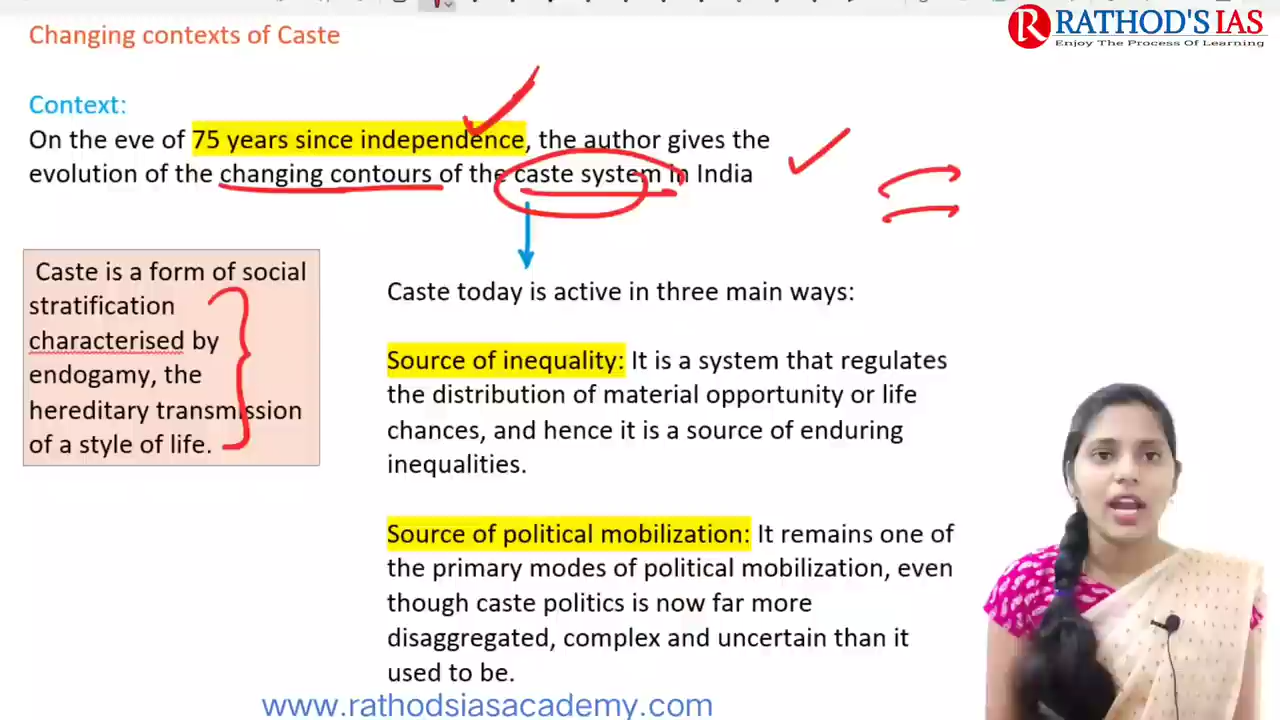 Changing contexts of Caste
RATHOD'S IAS
Enjoy The Process Of Learning
Context:
On the eve of 75 years since independence, the author gives the
evolution of the changing contours of the caste system in India
Caste is a form of social
stratification
characterised by
endogamy, the
hereditary transmission
of a style of life.
Caste today is active in three main ways:
Source of inequality: It is a system that regulates
the distribution of material opportunity or life
chances, and hence it is a source of enduring
inequalities.
Source of political mobilization: It remains one of
the primary modes of political mobilization, even
though caste politics is now far more
disaggregated, complex and uncertain than it
used to be.
www.rathodsiasacademy.com